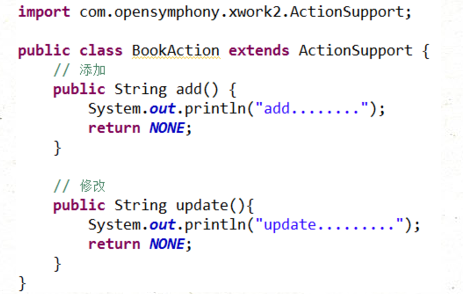 import com.opensymphony.xwork2.ActionSupport;
public class BookAction extends ActionSupport {
// 添加
public String add() {
System.out.println("add........");
return NONE;
}
// 修改
public String update(){
System.out.println("update.........");
return NONE;
}
}